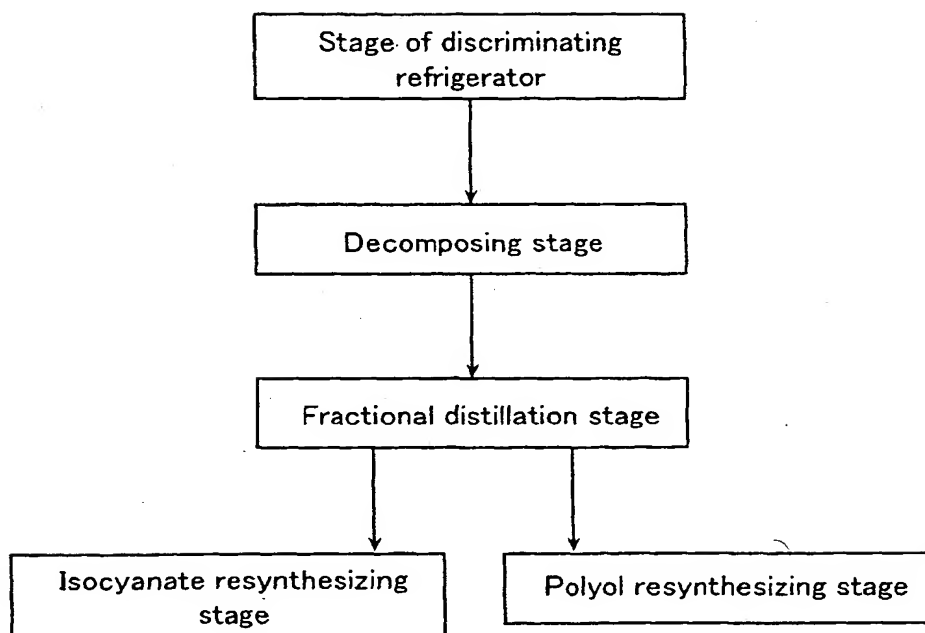 Stage of discriminating
refrigerator
Decomposing stage
Fractional distillation stage
Isocyanate resynthesizing
stage
Polyol resynthesizing stage